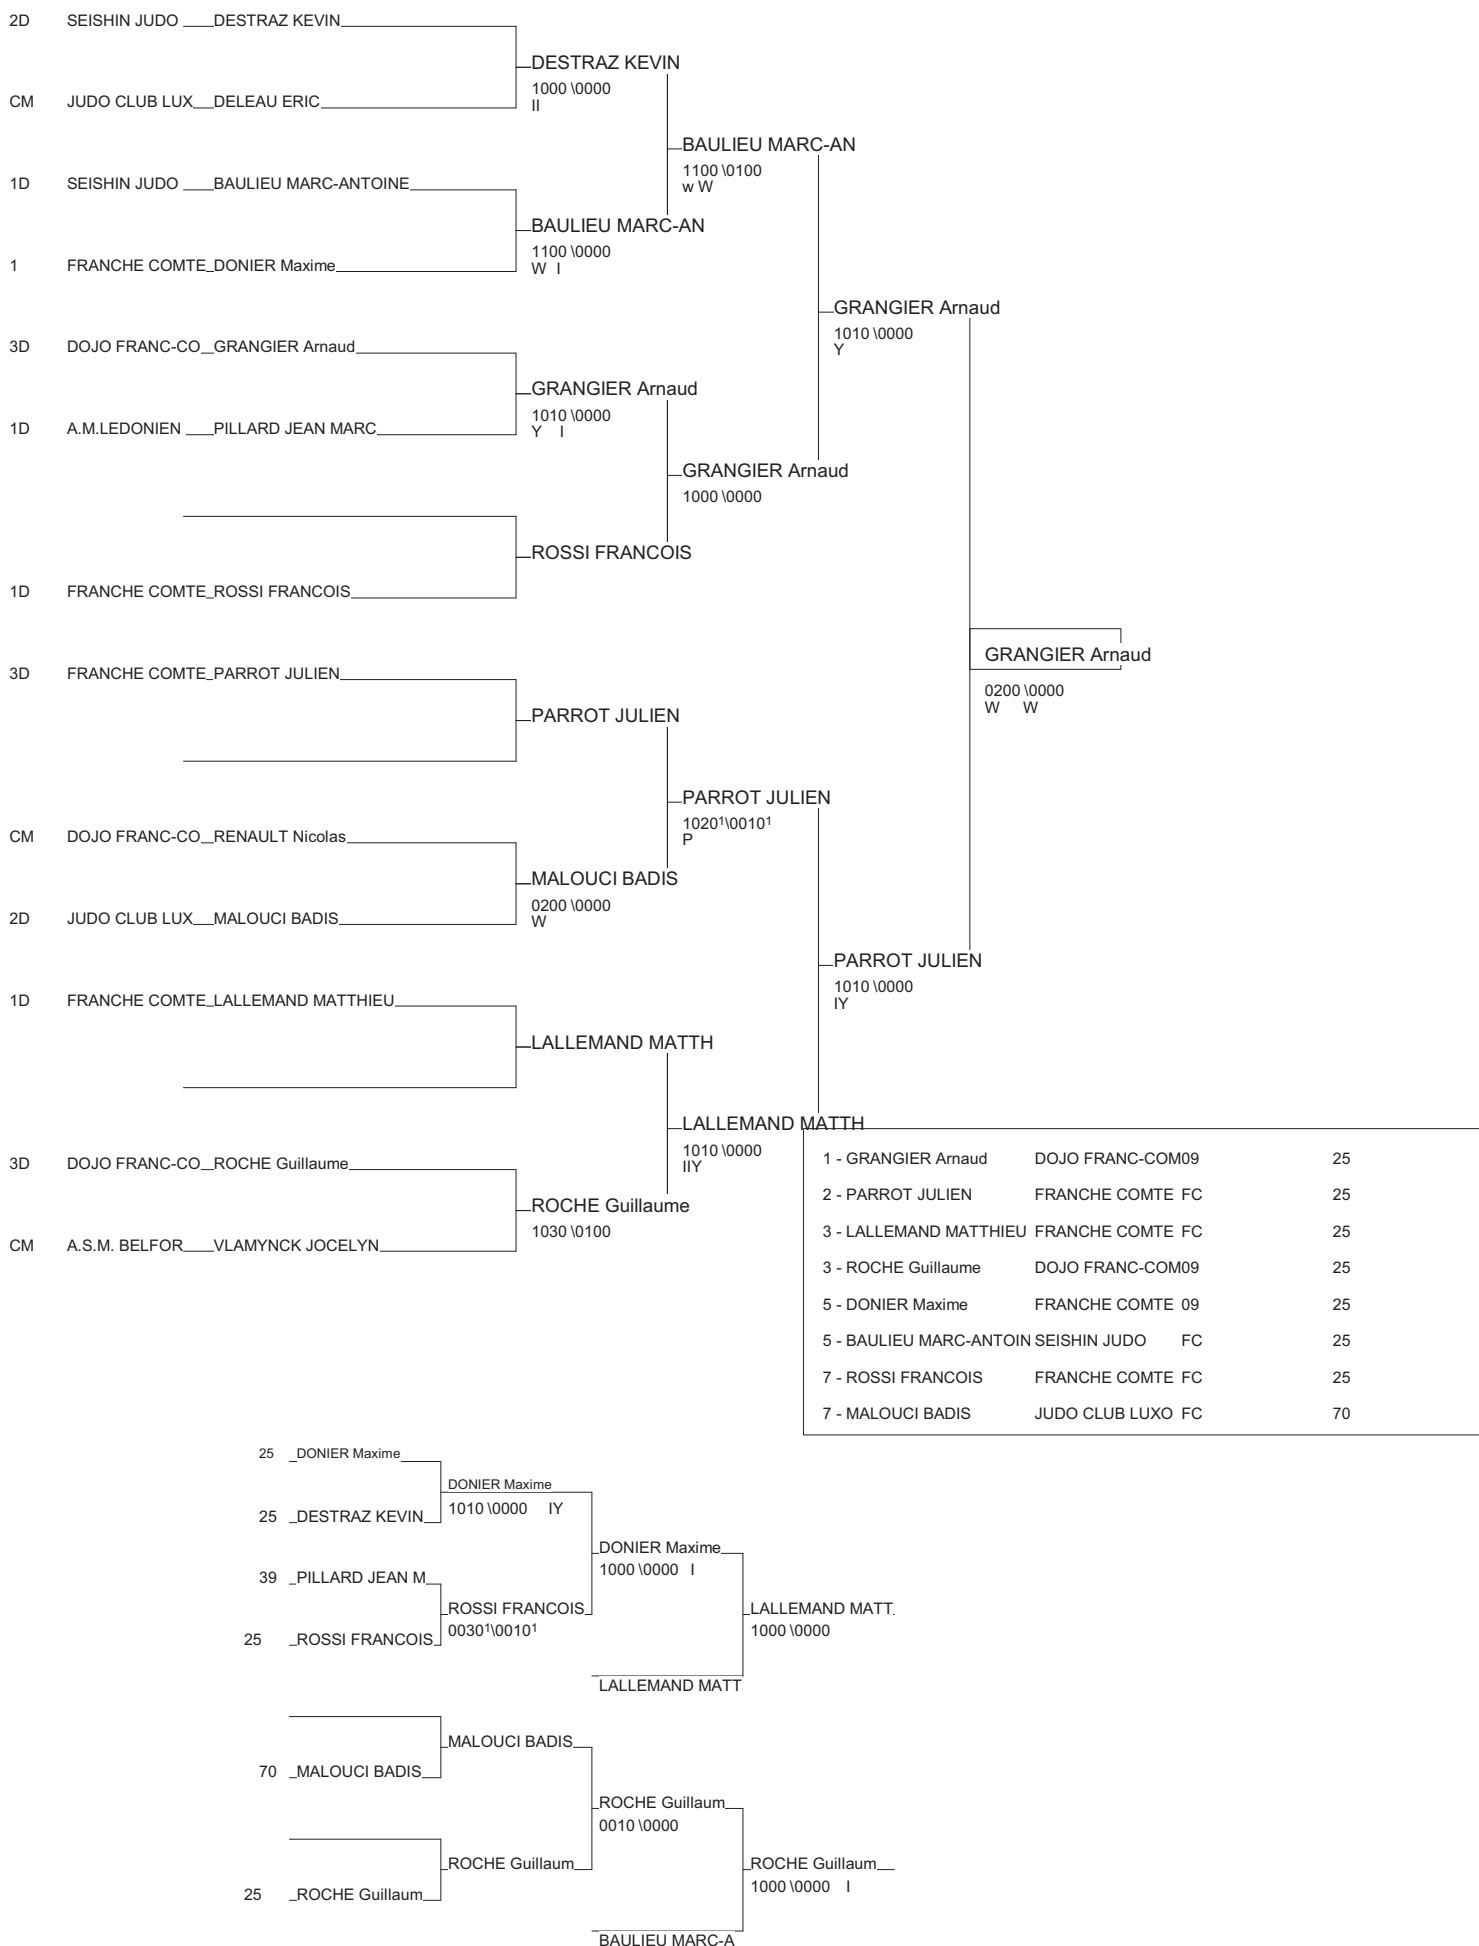 2D SEISHIN JUDO DESTRAZ KEVIN
DESTRAZ KEVIN
1000 \0000
II
CM JUDO CLUB LUX DELEAU ERIC
BAULIEU MARC-AN
1100 \0100
w W
1D SEISHIN JUDO BAULIEU MARC-ANTOINE
BAULIEU MARC-AN
1100 \0000
W I
1 FRANCHE COMTE DONIER Maxime
GRANGIER Arnaud
1010 \0000
Y
3D DOJO FRANC-CO GRANGIER Arnaud
GRANGIER Arnaud
1010 \0000
Y I
1D A.M.LEDONIEN PILLARD JEAN MARC
GRANGIER Arnaud
1000 \0000
ROSSI FRANCOIS
1D FRANCHE COMTE ROSSI FRANCOIS
GRANGIER Arnaud
0200 \0000
W W
3D FRANCHE COMTE PARROT JULIEN
PARROT JULIEN
PARROT JULIEN
1020¹\0010¹
P
CM DOJO FRANC-CO RENAULT Nicolas
MALOUCI BADIS
0200 \0000
W
2D JUDO CLUB LUX MALOUCI BADIS
PARROT JULIEN
1010 \0000
IY
1D FRANCHE COMTE LALLEMAND MATTHIEU
LALLEMAND MATTH
LALLEMAND MATTH
1010 \0000
IIY
3D DOJO FRANC-CO ROCHE Guillaume
ROCHE Guillaume
1030 \0100
CM A.S.M. BELFOR VLAMYNCK JOCELYN
1 - GRANGIER Arnaud DOJO FRANC-COM09 25
2 - PARROT JULIEN FRANCHE COMTE FC 25
3 - LALLEMAND MATTHIEU FRANCHE COMTE FC 25
3 - ROCHE Guillaume DOJO FRANC-COM09 25
5 - DONIER Maxime FRANCHE COMTE 09 25
5 - BAULIEU MARC-ANTOIN SEISHIN JUDO FC 25
7 - ROSSI FRANCOIS FRANCHE COMTE FC 25
7 - MALOUCI BADIS JUDO CLUB LUXO FC 70
25 DONIER Maxime
DONIER Maxime
1010 \0000 IY
25 DESTRAZ KEVIN
DONIER Maxime
1000 \0000 I
39 PILLARD JEAN M
ROSSI FRANCOIS
0030¹\0010¹
25 ROSSI FRANCOIS
LALLEMAND MATT
1000 \0000
LALLEMAND MATT
MALOUCI BADIS
70 MALOUCI BADIS
ROCHE Guillaum
0010 \0000
ROCHE Guillaum
25 ROCHE Guillaum
ROCHE Guillaum
1000 \0000 I
BAULIEU MARC-A